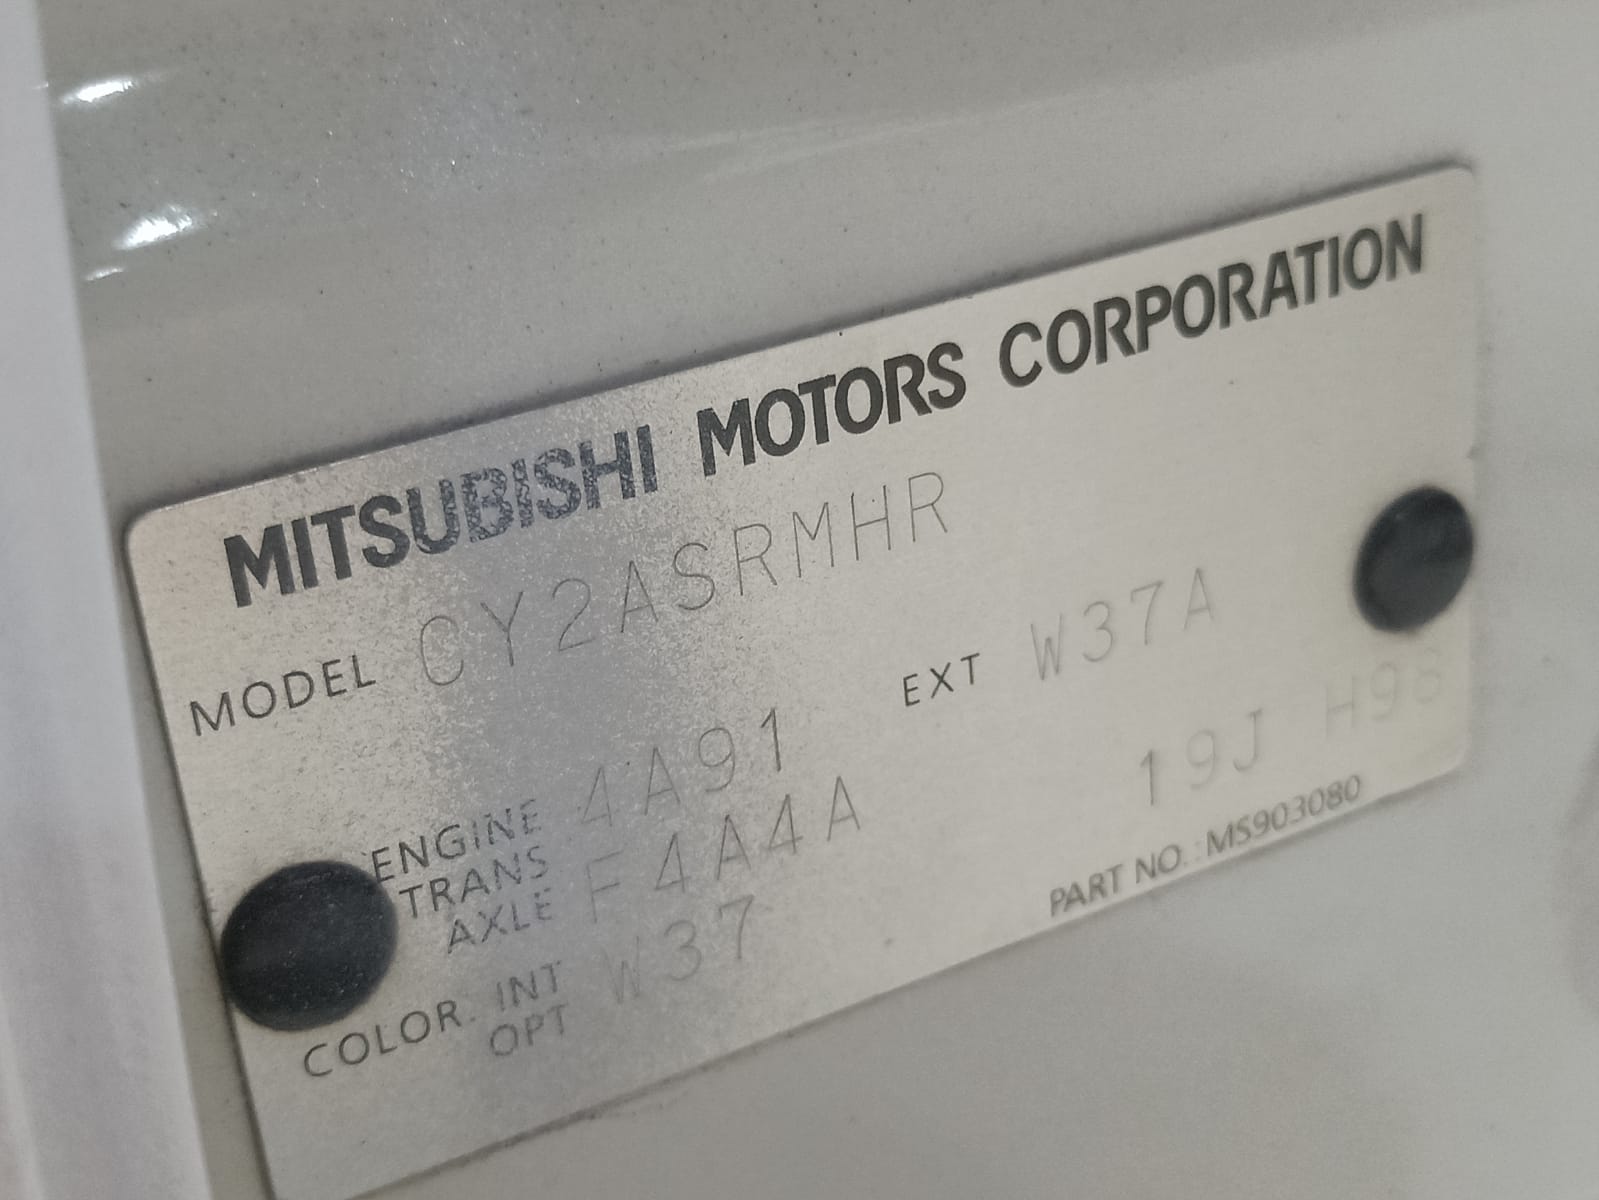 MITSUBISHI MOTORS CORPORATION
MODEL CY2ASRMHR
EXT W37A
ENGINE 4A91
TRANS AXLE F4A4A
19J
COLOR. INT W37
OPT
PART NO.: MS903080